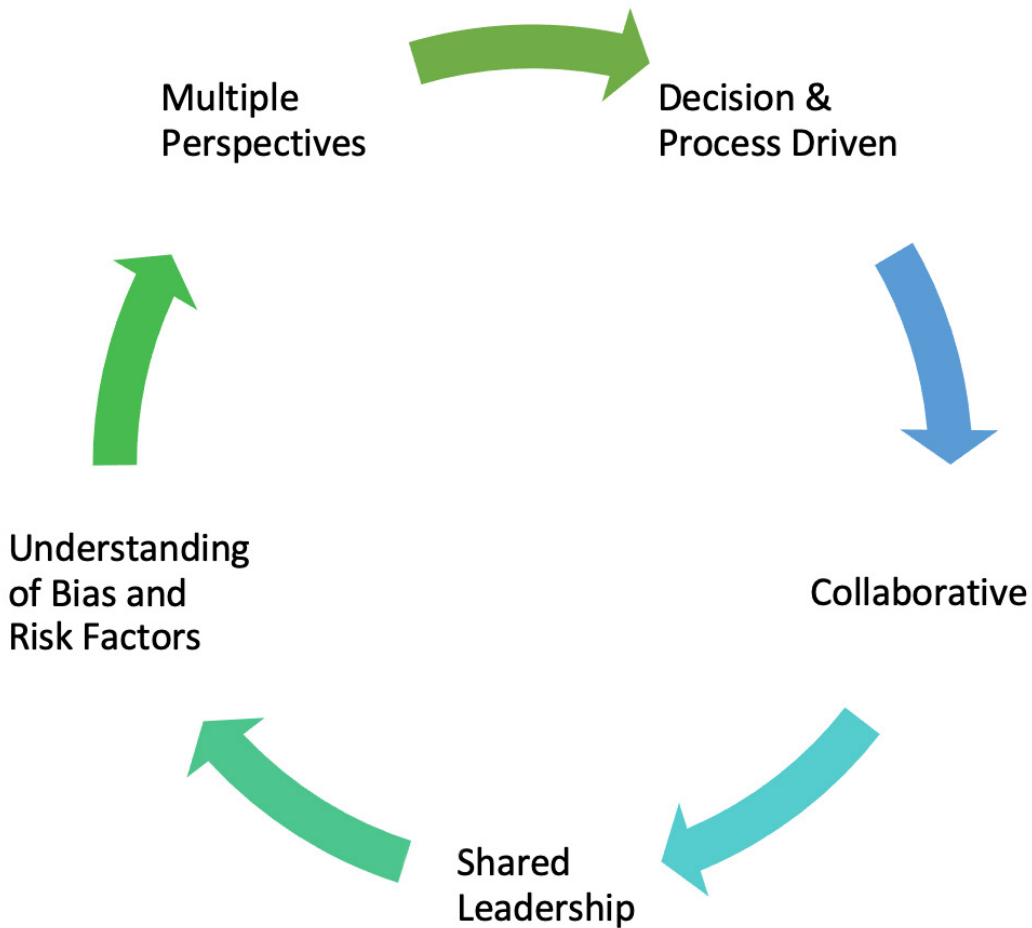 Multiple
Perspectives
Decision &
Process Driven
Collaborative
Shared
Leadership
Understanding
of Bias and
Risk Factors